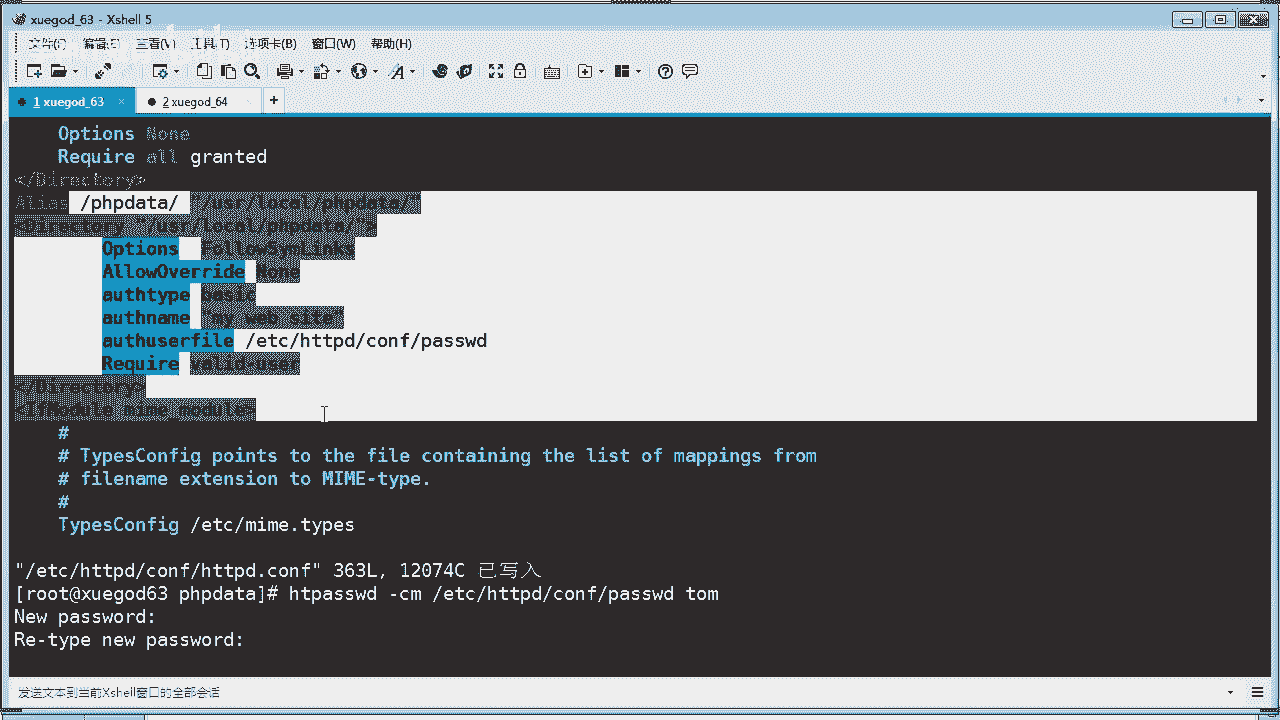 xuegod_63 - Xshell 5
文件(F) 编辑(E) 查看(V) 工具(T) 选项卡(B) 窗口(W) 帮助(H)
1 xuegod_63 × 2 xuegod_64 +
Options None
Require all granted
</Directory>
Alias /phpdata/ "/usr/local/phpdata/"
<Directory "/usr/local/phpdata/">
Options FollowSymLinks
AllowOverride None
authtype basic
authname "my web site"
authuserfile /etc/httpd/conf/passwd
Require valid-user
</Directory>
<IfModule mime_module>
#
# TypesConfig points to the file containing the list of mappings from
# filename extension to MIME-type.
#
TypesConfig /etc/mime.types
"/etc/httpd/conf/httpd.conf" 363L, 12074C 已写入
[root@xuegod63 phpdata]# htpasswd -cm /etc/httpd/conf/passwd tom
New password:
Re-type new password:
发送文本到当前Xshell窗口的全部会话